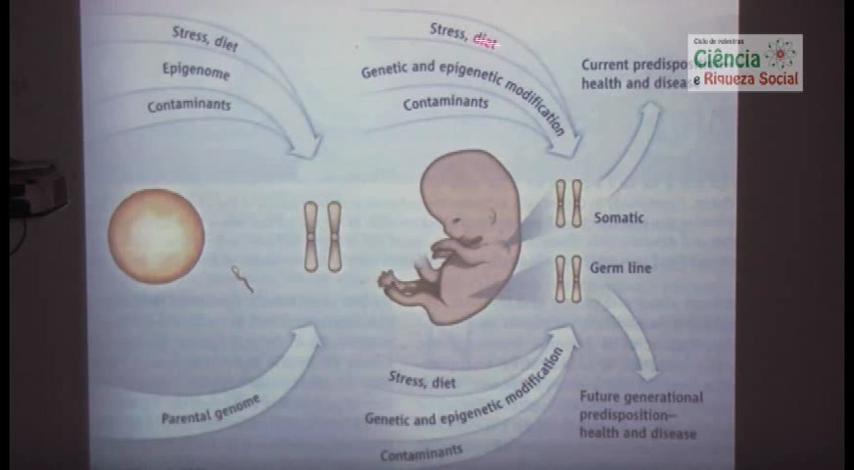 Stress, diet
Epigenome
Contaminants
Parental genome
Stress, diet
Genetic and epigenetic modification
Contaminants
Stress, diet
Genetic and epigenetic modification
Contaminants
Current
health and
Somatic
Germ line
Future generational
predisposition—
health and disease
Ciclo de palestras
Ciência
e Riqueza Social